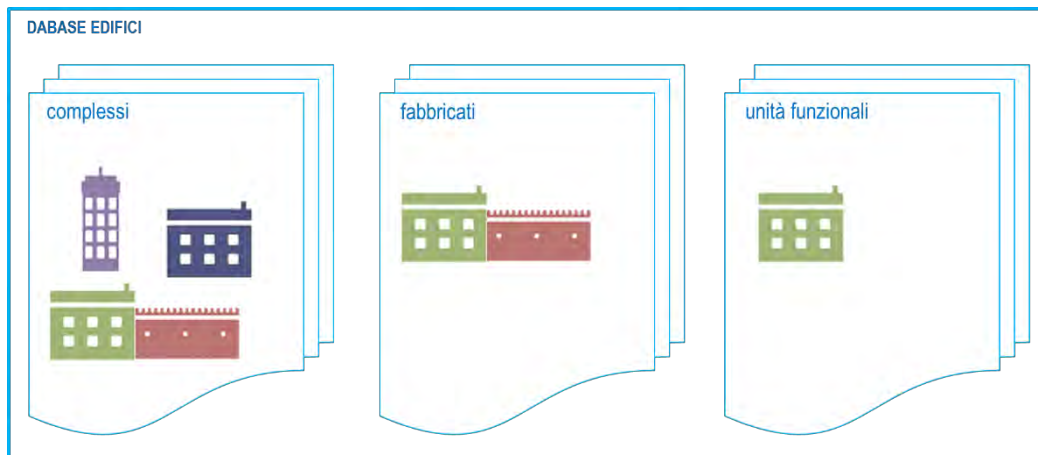 DABASE EDIFICI
complessi
fabbricati
unità funzionali